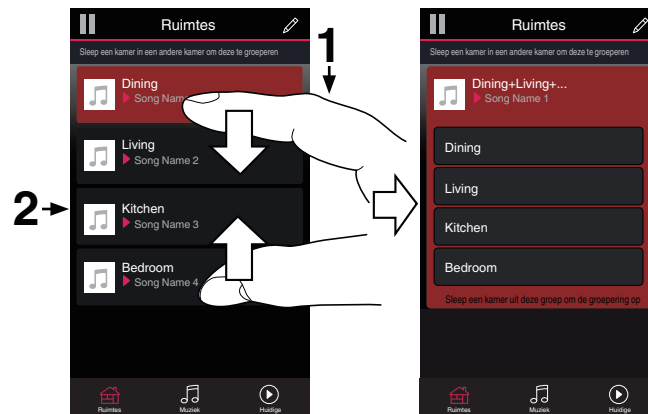 Ruimtes
Sleep een kamer in een andere kamer om deze te groeperen
1
Dining
Song Nam
Living
Song Name 2
2
Kitchen
Song Name 3
Bedroom
Song Name 4
Ruimtes
Muziek
Huidige
Ruimtes
Sleep een kamer in een andere kamer om deze te groeperen
Dining+Living+...
Song Name 1
Dining
Living
Kitchen
Bedroom
Sleep een kamer uit deze groep om de groepering op
Ruimtes
Muziek
Huidige